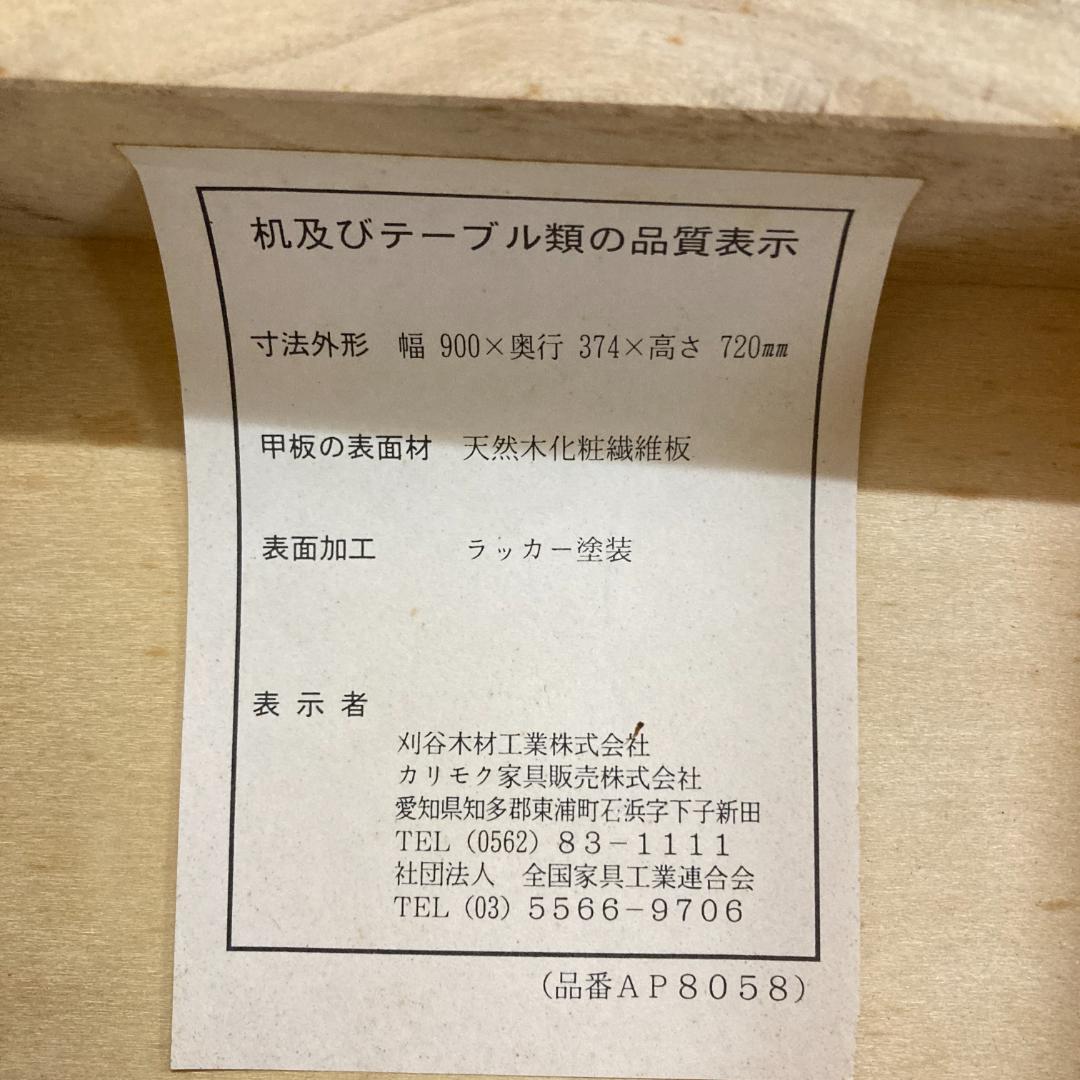 机及びテーブル類の品質表示
寸法外形 幅 900×奥行 374×高さ 720㎜
甲板の表面材 天然木化粧繊維板
表面加工 ラッカー塗装
表 示 者
刈谷木材工業株式会社
カリモク家具販売株式会社
愛知県知多郡東浦町石浜字下子新田
TEL (0562) 83-1111
社団法人 全国家具工業連合会
TEL (03) 5566-9706
(品番AP8058)